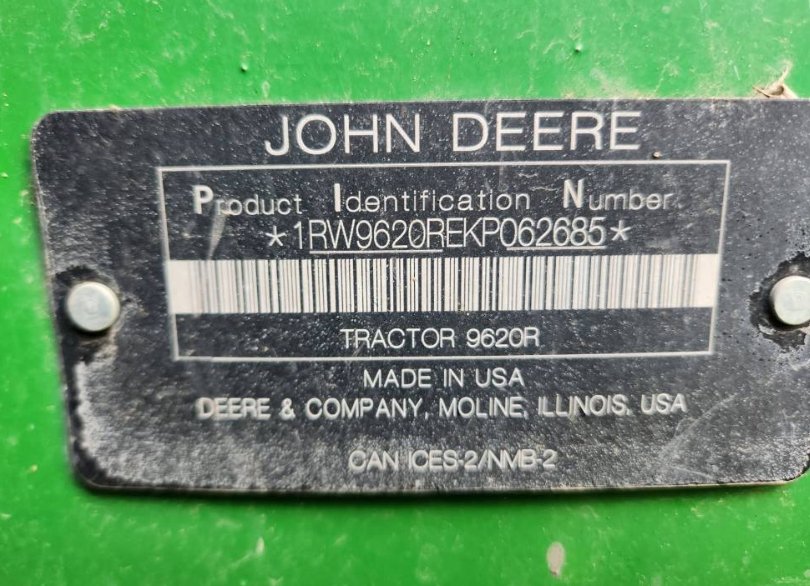 JOHN DEERE
Product Identification Number
*1RW9620REKP062685*
TRACTOR 9620R
MADE IN USA
DEERE & COMPANY, MOLINE, ILLINOIS, USA
CAN ICES-2/NMB-2